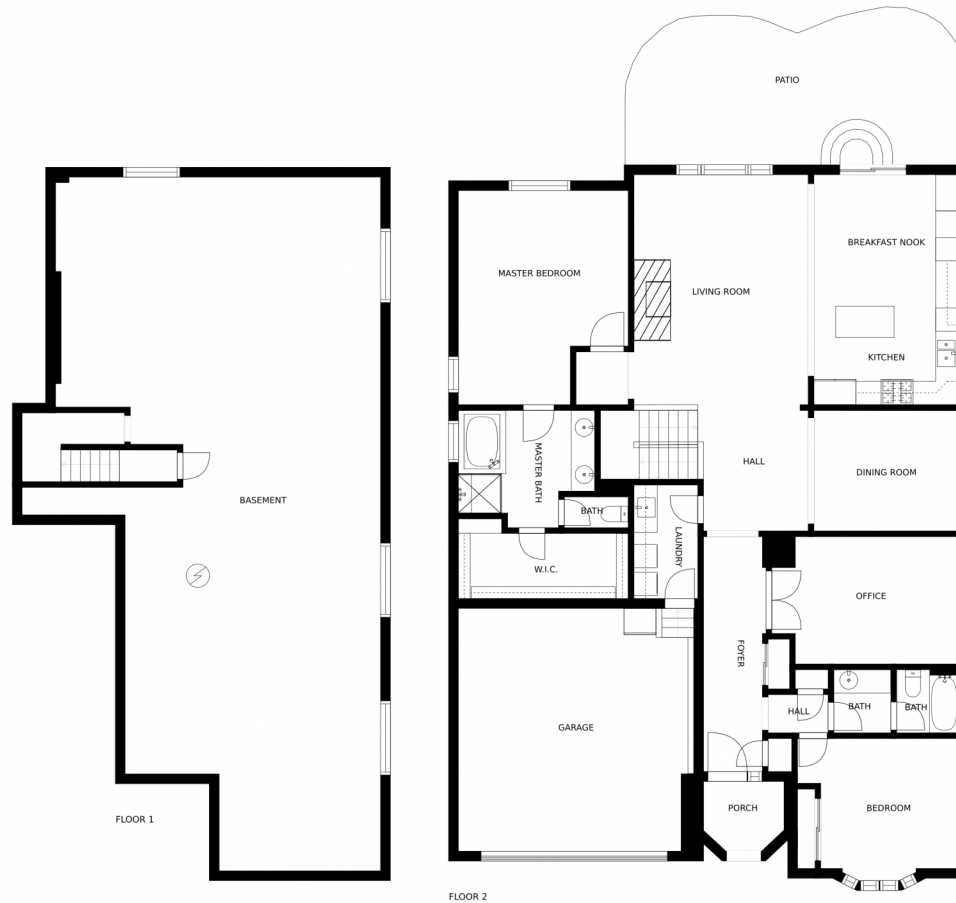 PATIO
BREAKFAST NOOK
MASTER BEDROOM
LIVING ROOM
KITCHEN
HALL
MASTER BATH
DINING ROOM
BASEMENT
BATH
LAUNDRY
W.I.C.
OFFICE
FOYER
BATH
BATH
HALL
GARAGE
PORCH
BEDROOM
FLOOR 1
FLOOR 2